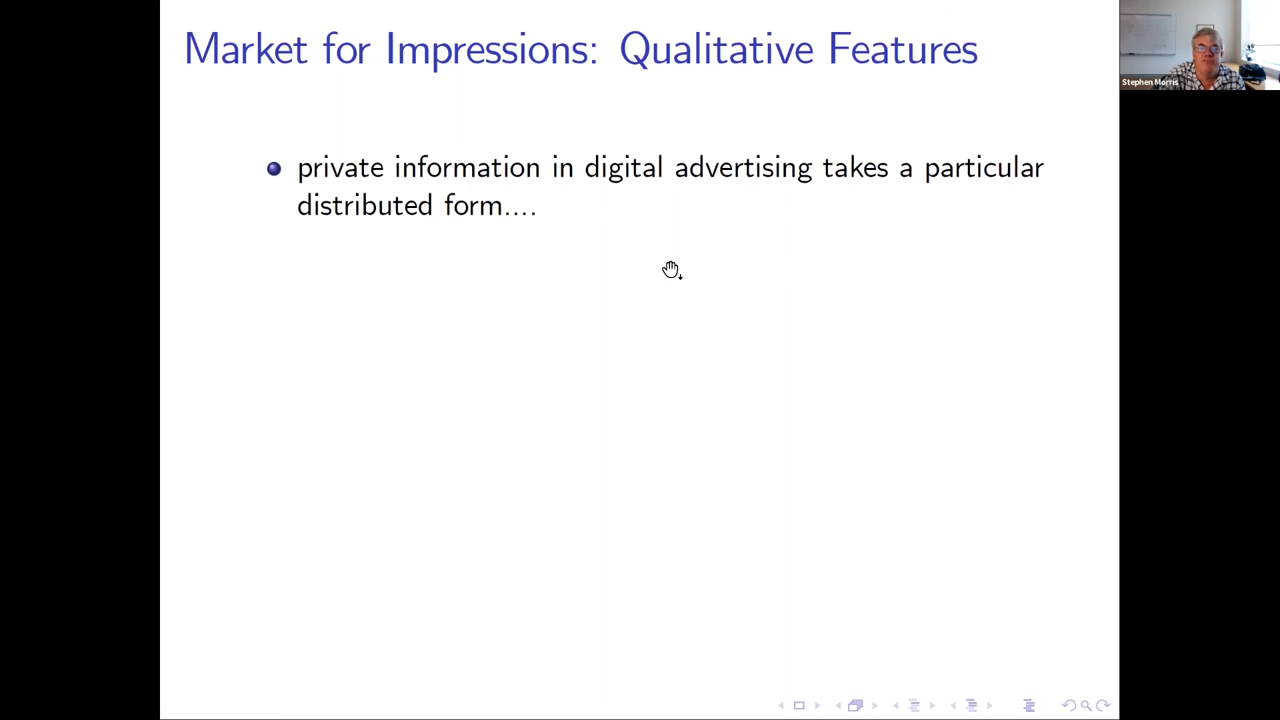 Market for Impressions: Qualitative Features
private information in digital advertising takes a particular
distributed form....
Stephen Morris